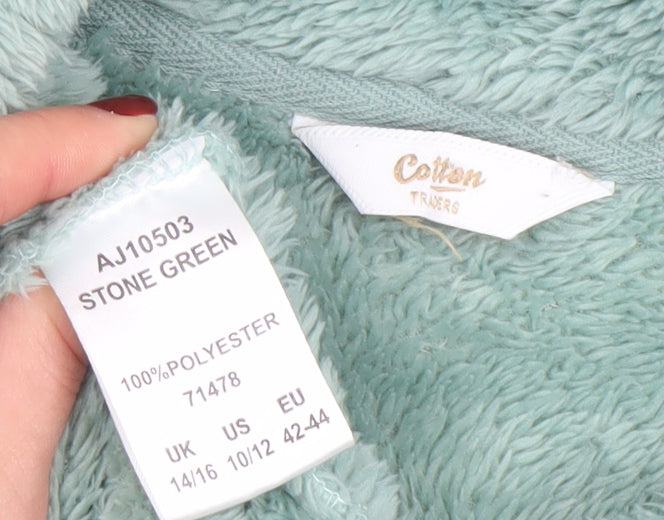 Cotton
TRADERS
AJ10503
STONE GREEN
100%POLYESTER
71478
UK US EU
14/16 10/12 42-44